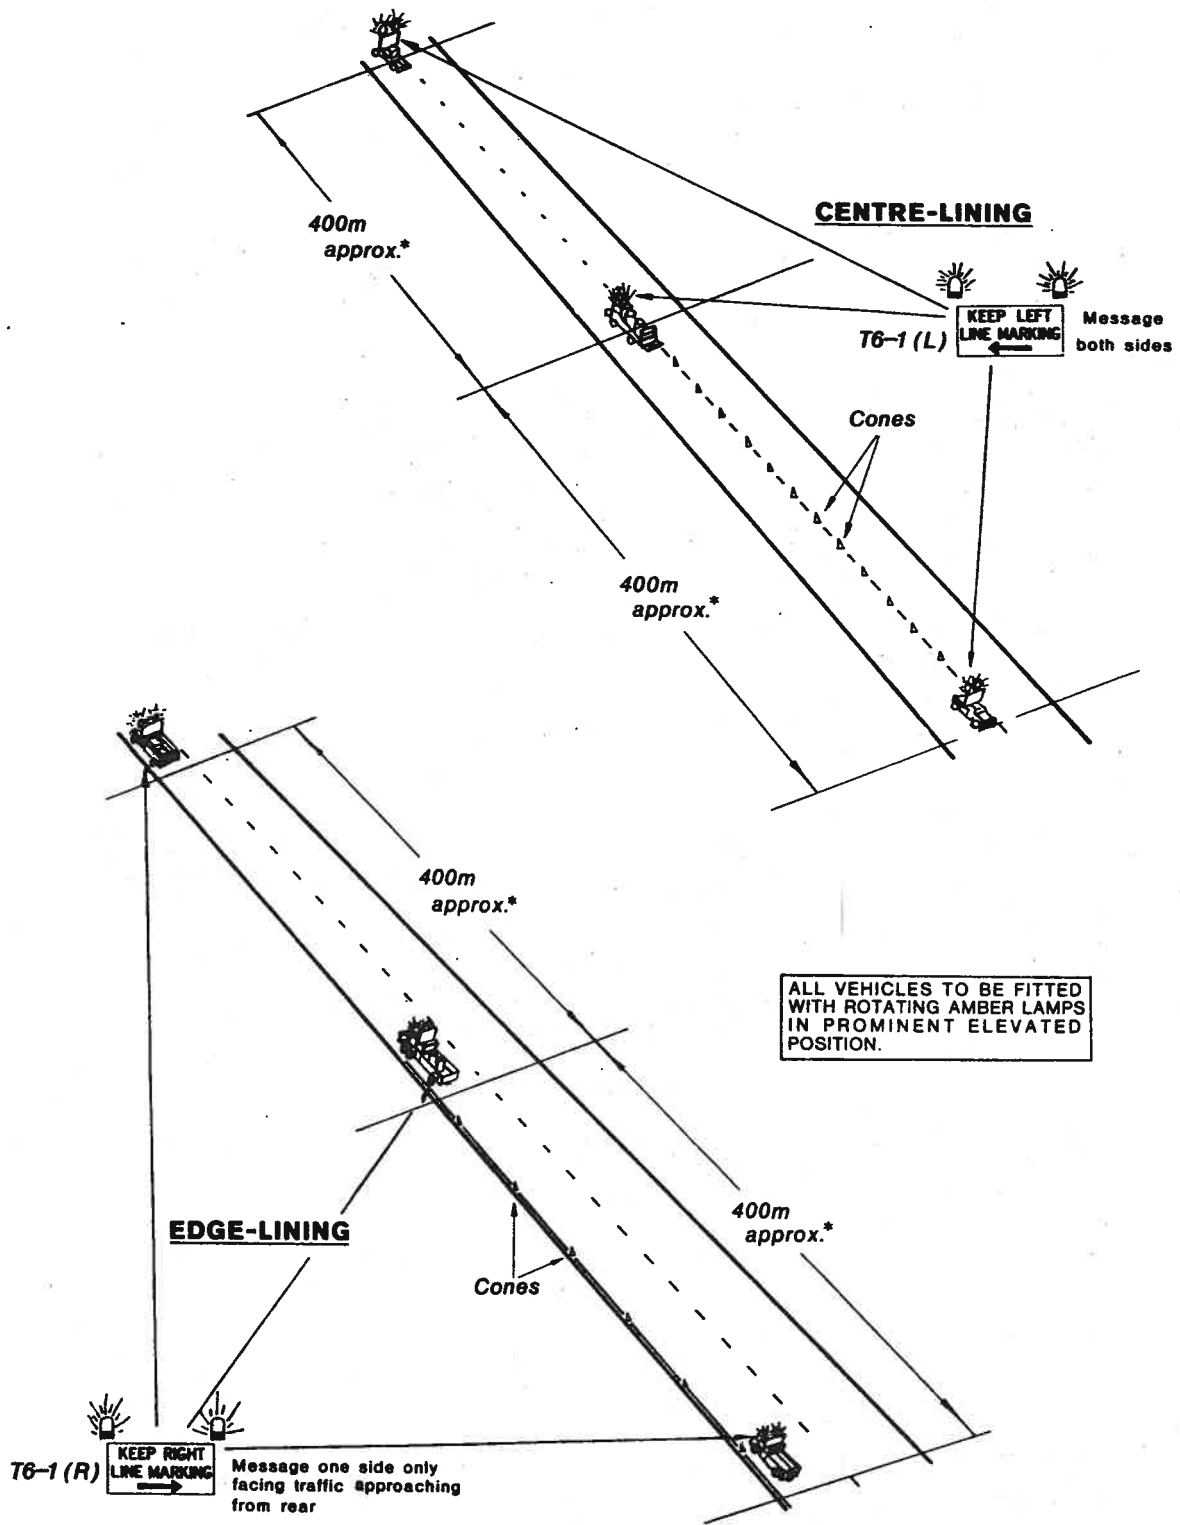 400m
approx.*
CENTRE-LINING
KEEP LEFT
LINE MARKING
T6-1 (L)
Message
both sides
Cones
400m
approx.*
400m
approx.*
ALL VEHICLES TO BE FITTED
WITH ROTATING AMBER LAMPS
IN PROMINENT ELEVATED
POSITION.
400m
approx.*
EDGE-LINING
Cones
KEEP RIGHT
LINE MARKING
T6-1 (R)
Message one side only
facing traffic approaching
from rear